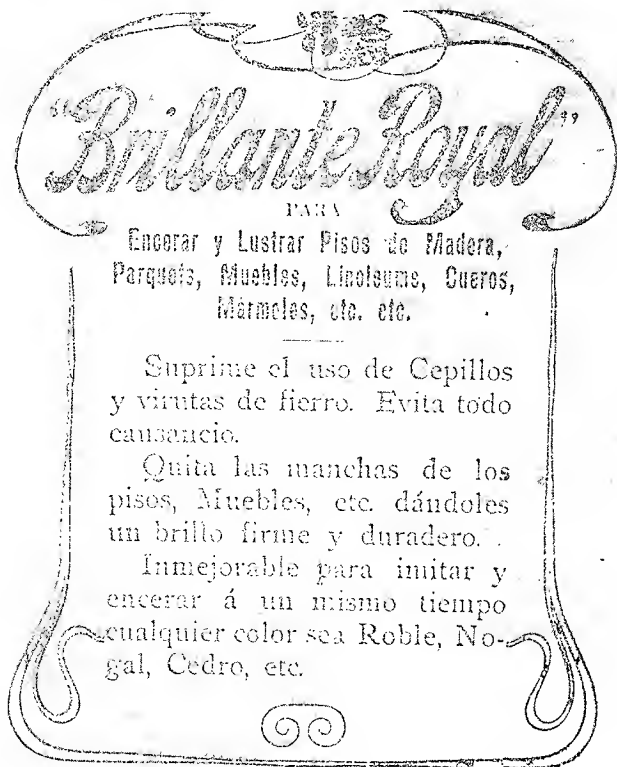 "Brillante Royal"
PARA
Encerar y Lustrar Pisos de Madera,
Parquets, Muebles, Linoleums, Cueros,
Mármoles, etc. etc.
Suprime el uso de Cepillos
y virutas de fierro. Evita todo
causancio.
Quita las manchas de los
pisos, Muebles, etc. dándoles
un brillo firme y duradero.
Inmejorable para imitar y
encerar á un mismo tiempo
cualquier color sea Roble, No-
gal, Cedro, etc.